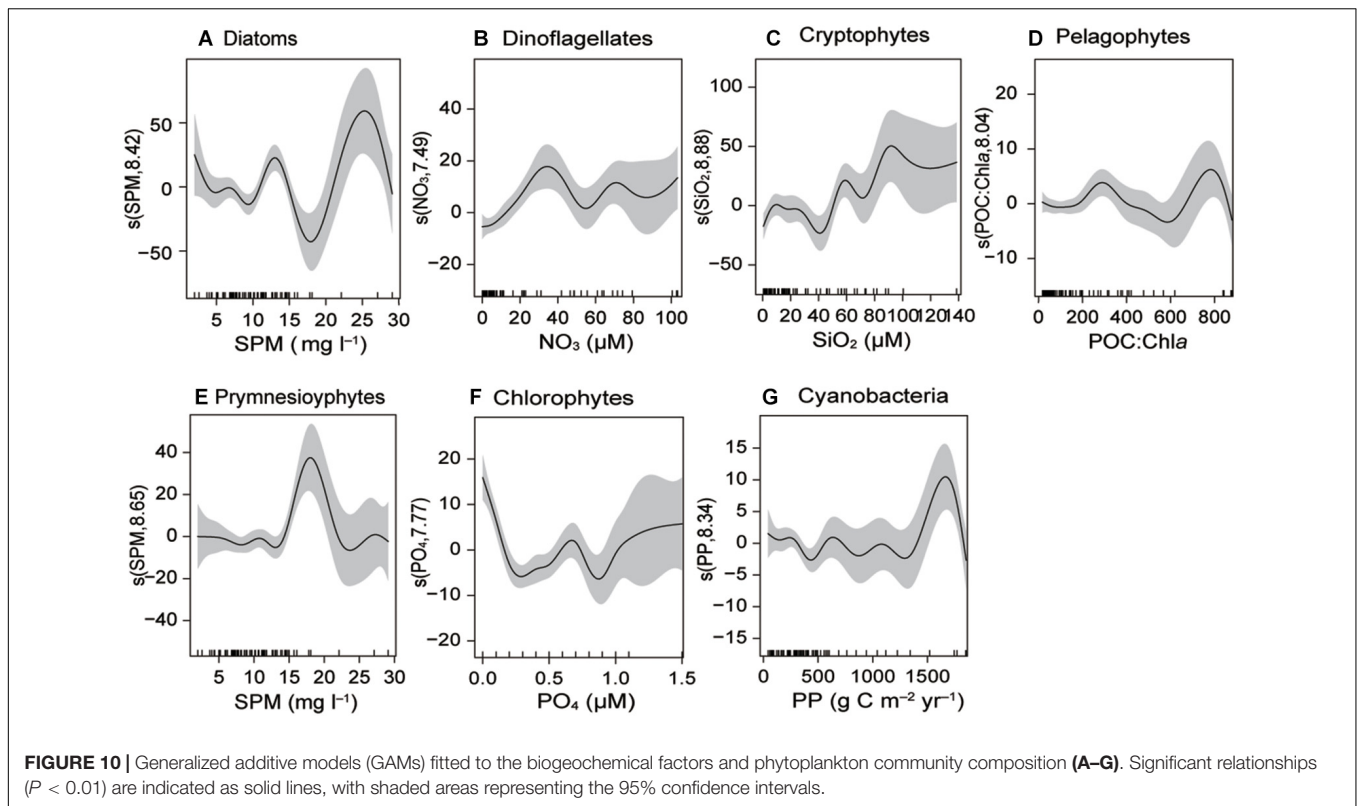 A Diatoms
B Dinoflagellates
C Cryptophytes
D Pelagophytes
s(SPM,8.42)
50
0
−50
5 10 15 20 25 30
SPM ( mg l⁻¹)
s(NO₃,7.49)
40
20
0
−20
0 20 40 60 80 100
NO₃ (µM)
s(SiO₂,8,88)
100
50
0
−50
0 20 40 60 80 100120140
SiO₂ (µM)
s(POC:Chla,8.04)
20
10
0
−10
0 200 400 600 800
POC:Chla
E Prymnesioyphytes
F Chlorophytes
G Cyanobacteria
s(SPM,8.65)
40
20
0
−20
−40
5 10 15 20 25 30
SPM (mg l⁻¹)
s(PO₄,7.77)
20
10
0
−10
−20
0.0 0.5 1.0 1.5
PO₄ (µM)
s(PP,8.34)
15
10
5
0
−5
−10
−15
0 500 1000 1500
PP (g C m⁻² yr⁻¹)
FIGURE 10 | Generalized additive models (GAMs) fitted to the biogeochemical factors and phytoplankton community composition (A–G). Significant relationships
(P < 0.01) are indicated as solid lines, with shaded areas representing the 95% confidence intervals.